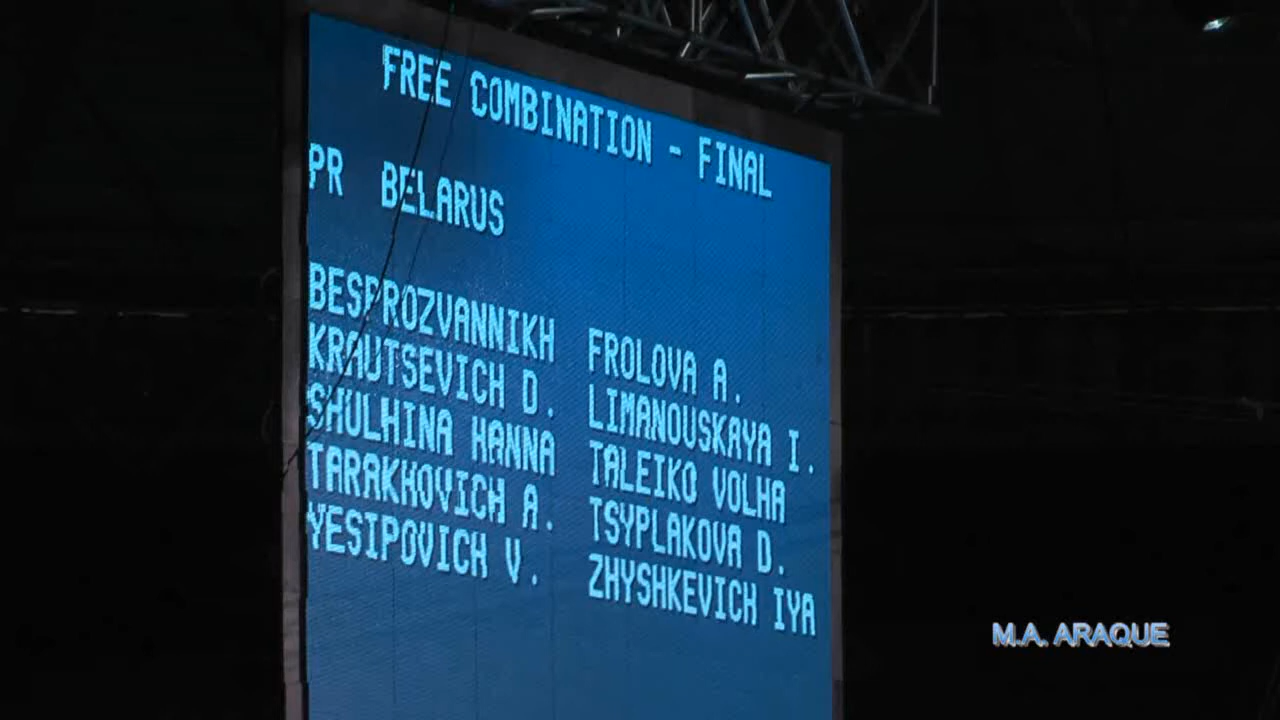 FREE COMBINATION - FINAL
PR BELARUS
BESPROZVANNIKH FROLOVA A.
KRAUTSEVICH D. LIMANOUSKAYA I.
SHULHINA HANNA TALEIKO VOLHA
TARAKHOVICH A. TSYPLAKOVA D.
YESIPOVICH V. ZHYSHKEVICH IYA
M.A. ARAQUE